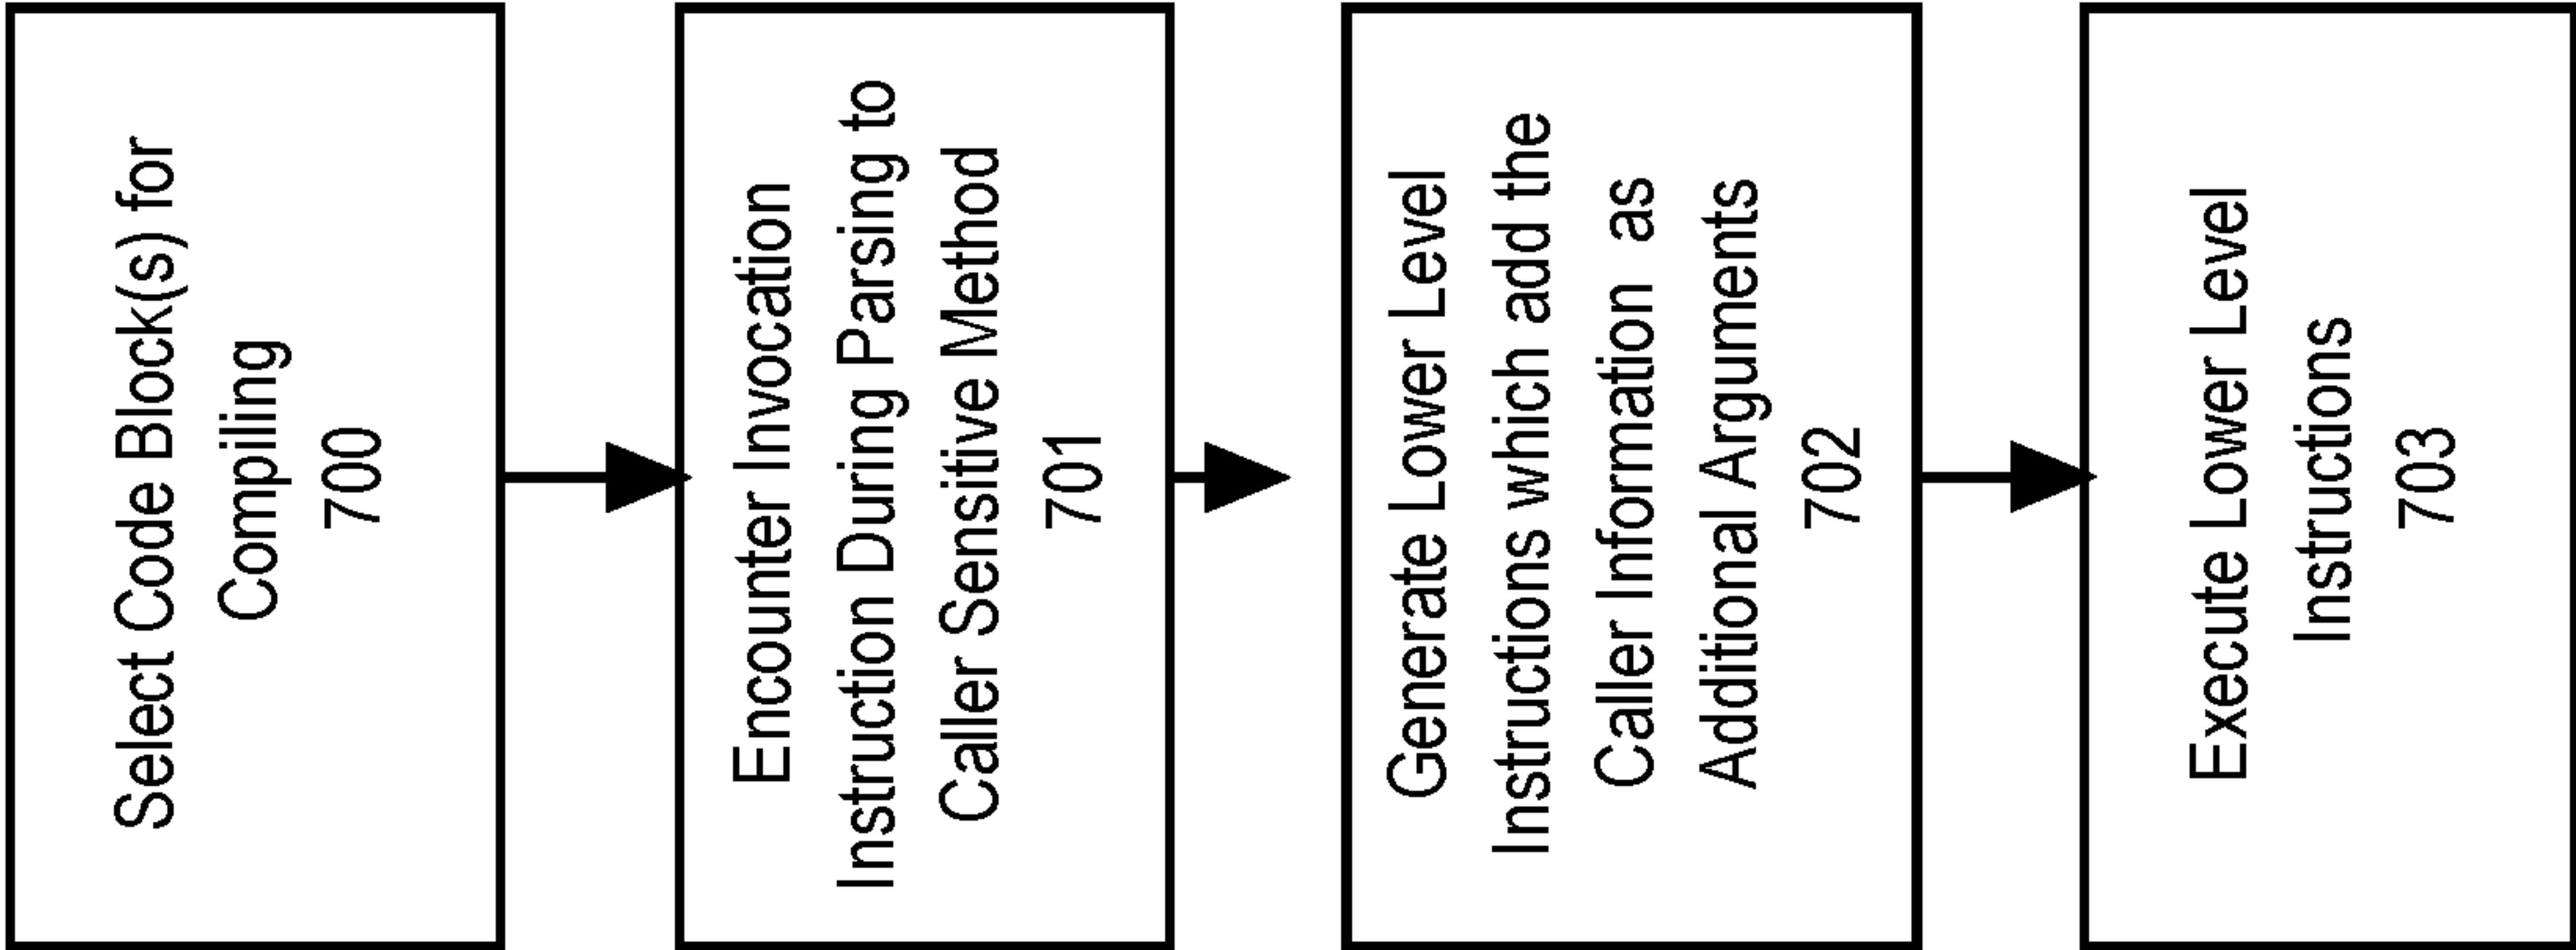 Select Code Block(s) for
Compiling
700
Encounter Invocation
Instruction During Parsing to
Caller Sensitive Method
701
Generate Lower Level
Instructions which add the
Caller Information as
Additional Arguments
702
Execute Lower Level
Instructions
703